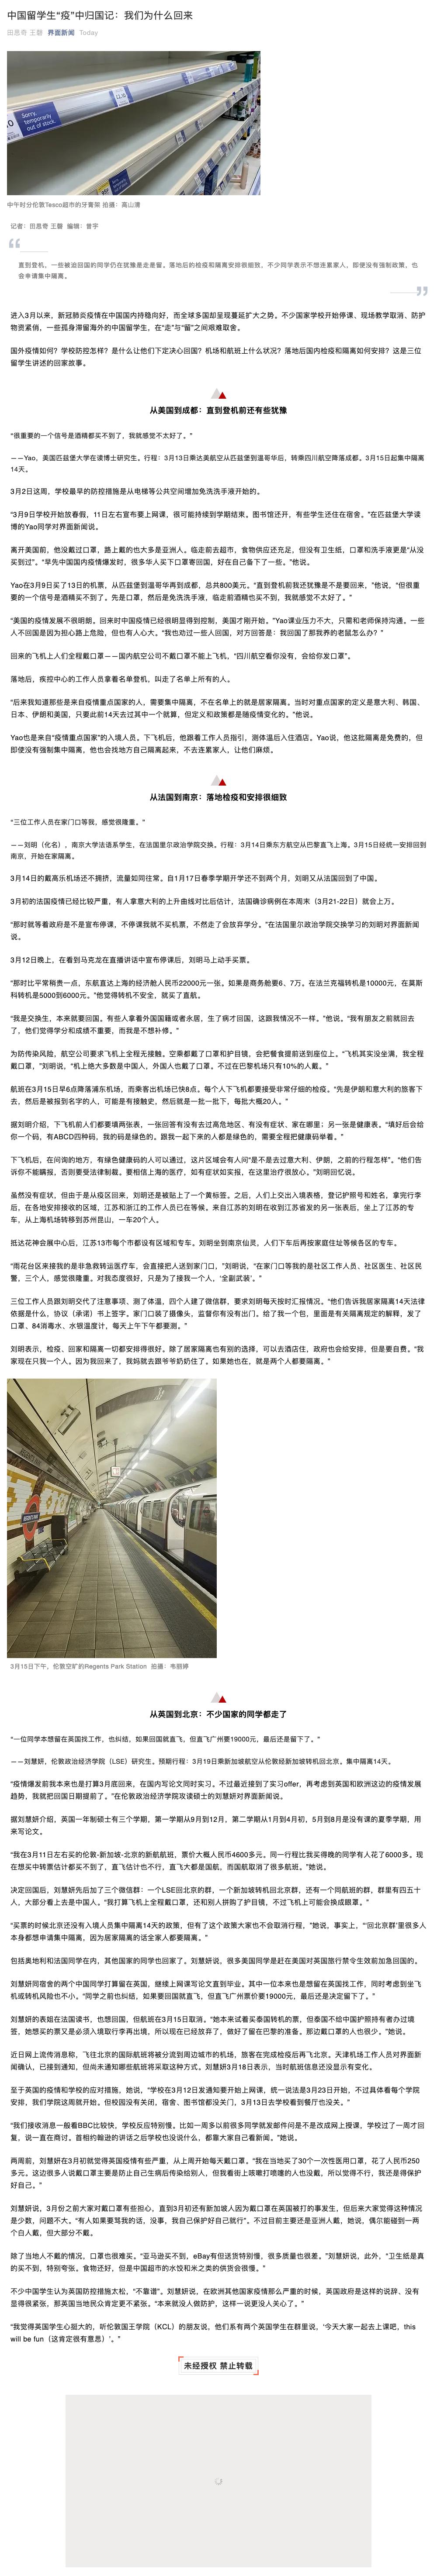 中国留学生“疫”中归国记：我们为什么回来
田思奇 王磬 界面新闻 Today
Sorry, temporarily out of stock.
中午时分伦敦Tesco超市的牙膏架 拍摄：高山清
记者：田思奇 王磬 编辑：曾宇
直到登机前，一些被迫回国的同学仍在犹豫是走是留。落地后的检疫和隔离安排很细致，不少同学表示不想连累家人，即使没有强制政策，也
会申请集中隔离。
进入3月以来，新冠肺炎疫情在中国国内持稳向好，而全球多国却呈现蔓延扩大之势。不少国家学校开始停课、现场教学取消、防护
物资紧俏，一些孤身滞留海外的中国留学生，在“走”与“留”之间艰难取舍。
国外疫情如何？学校防控怎样？是什么让他们下定决心回国？机场和航班上什么状况？落地后国内检疫和隔离如何安排？这是三位
留学生讲述的回家故事。
从美国到成都：直到登机前还有些犹豫
“很重要的一个信号是酒精都买不到了，我就感觉不太好了。”
——Yao，美国匹兹堡大学在读博士研究生。行程：3月13日乘达美航空从匹兹堡到温哥华后，转乘四川航空降落成都。3月15日起集中隔离
14天。
3月2日这周，学校最早的防控措施是从电梯等公共空间增加免洗洗手液开始的。
“3月9日学校开始放春假，11日左右宣布要上网课，很可能持续到学期结束。图书馆还开，有些学生还住在宿舍。”在匹兹堡大学读
博的Yao同学对界面新闻说。
离开美国前，他没戴过口罩，路上戴的也大多是亚洲人。临走前去超市，食物供应还充足，但没有卫生纸，口罩和洗手液更是“从没
买到过”。“早先中国国内疫情爆发时，很多华人买下口罩寄回国，好在自己备下了一些。”他说。
Yao在3月9日买了13日的机票，从匹兹堡到温哥华再到成都，总共800美元。“直到登机前我还犹豫是不是要回来，”他说，“但很重
要的一个信号是酒精买不到了。先是口罩，然后是免洗洗手液，临走前酒精也买不到，我就感觉不太好了。”
“美国的疫情发展不很明朗。回来时中国疫情已经很明显得到控制，美国才刚开始。”Yao课业压力不大，只需和老师保持沟通。一些
人不回国是因为担心路上危险，但也有人心大。“我也劝过一些人回国，对方回答是：我回国了那我养的老鼠怎么办？”
回来的飞机上人们全程戴口罩——国内航空公司不戴口罩不能上飞机，“四川航空看你没有，会给你发口罩”。
落地后，疾控中心的工作人员拿着名单登机，叫走了名单上所有的人。
“后来知道那些是来自疫情重点国家的人，需要集中隔离，不在名单上的就是居家隔离。当时对重点国家的定义是意大利、韩国、
日本、伊朗和美国，只要此前14天去过其中一个就算，但定义和政策都是随疫情变化的。”他说。
Yao也是来自“疫情重点国家”的入境人员。下飞机后，他跟着工作人员指引，测体温后入住酒店。Yao说，他这批隔离是免费的，但
即使没有强制集中隔离，他也会找地方自己隔离起来，不去连累家人，让他们麻烦。
从法国到南京：落地检疫和安排很细致
“三位工作人员在家门口等我，感觉很隆重。”
——刘明（化名），南京大学法语系学生，在法国里尔政治学院交换。行程：3月14日乘东方航空从巴黎直飞上海。3月15日经统一安排回到
南京，开始在家隔离。
3月14日的戴高乐机场还不拥挤，流量如同往常。自1月17日春季学期开学还不到两个月，刘明又从法国回到了中国。
3月初的法国疫情已经比较严重，有人拿意大利的上升曲线对比后估计，法国确诊病例在本周末（3月21-22日）就会上万。
“那时就等着政府是不是宣布停课，不停课我就不买机票，不然走了会放弃学分。”在法国里尔政治学院交换学习的刘明对界面新闻
说。
3月12日晚上，在看到马克龙在直播讲话中宣布停课后，刘明马上动手买票。
“那时比平常稍贵一点，东航直达上海的经济舱人民币22000元一张。如果是商务舱要6、7万。在法兰克福转机是10000元，在莫斯
科转机是5000到6000元。”他觉得转机不安全，就买了直航。
“我是交换生，本来就要回国。有些人拿着外国国籍或者永居，生了病才回国，这跟我情况不一样。”他说。“我有朋友之前就回去
了，他们觉得学分和成绩不重要，而我是不想补修。”
为防传染风险，航空公司要求飞机上全程无接触。空乘都戴了口罩和护目镜，会把餐食提前送到座位上。“飞机其实没坐满，我全程
戴口罩，”刘明说，“机上绝大多数是中国人，外国人也戴了口罩。不过在巴黎机场只有10%的人戴。”
航班在3月15日早6点降落浦东机场，而乘客出机场已快8点。每个人下飞机都要接受非常仔细的检疫。“先是伊朗和意大利的旅客下
去，然后是被报到名字的人，可能是有接触史，然后就是一批一批下，每批大概20人。”
据刘明介绍，下飞机前人们都要填两张表，一张回答有没有去过高危地区、有没有症状、家在哪里；另一张是健康表。“填好后会给
你一个码，有ABCD四种码，我的码是绿色的。跟我一起下来的人都是绿色的，需要全程把健康码举着。”
下飞机后，在问询的地方，有绿色健康码的人可以通过，这片区域会有人问“是不是去过意大利、伊朗，之前的行程怎样”。“他们告
诉你不能瞒报，否则要受法律制裁。要相信上海的医疗，如有症状如实报，在这里治疗很放心。”刘明回忆说。
虽然没有症状，但由于是从疫区回来，刘明还是被贴上了一个黄标签。之后，人们上交出入境表格，登记护照号和姓名，拿完行李
后，在各地安排接收的区域，江苏和浙江的工作人员已在等候。来自江苏的刘明在收到江苏省发的另一张表后，坐上了江苏的专
车，从上海机场转移到苏州昆山，一车20个人。
抵达花神会展中心后，江苏13市每个市都设有区域和专车。刘明坐到南京仙灵，人们下车后再按家庭住址等候各区的专车。
“雨花台区来接我的是非急救转运医疗车，会直接把人送到家门口，”刘明说，“在家门口等我的是社区工作人员、社区医生、社区民
警，三个人，感觉很隆重。对我态度很好，只是为了接我一个人，‘全副武装’。”
三位工作人员跟刘明交代了注意事项、测了体温，四个人建了微信群，要求刘明每天按时汇报情况。“他们告诉我居家隔离14天法律
依据是什么，协议（承诺）书上签字。家门口装了摄像头，监督你有没有出门。给了我一个包，里面是有关隔离规定的解释，发了
口罩、84消毒水、水银温度计，每天上午下午都要测。”
刘明表示，检疫、回家和隔离一切都安排得很好。除了居家隔离也有别的选择，可以去酒店住，政府也会给安排，但是要自费。“我
家现在只我一个人。因为我回来了，我妈就去跟爷爷奶奶住了。如果她也在，就是两个人都要隔离。”
3月15日下午，伦敦空旷的Regents Park Station 拍摄：韦丽婷
从英国到北京：不少国家的同学都走了
“一位同学本想留在英国找工作，也纠结，如果回国就直飞，但直飞广州要19000元，最后还是留下了。”
——刘慧妍，伦敦政治经济学院（LSE）研究生。预期行程：3月19日乘新加坡航空从伦敦经新加坡转机回北京。集中隔离14天。
“疫情爆发前我本来也是打算3月底回来，在国内写论文同时实习。不过最近接到了实习offer，再考虑到英国和欧洲这边的疫情发展
趋势，我就把回国日期提前了。”在伦敦政治经济学院攻读硕士的刘慧妍对界面新闻说。
据刘慧妍介绍，英国一年制硕士有三个学期，第一学期从9月到12月，第二学期从1月到4月初，5月到8月是没有课的夏季学期，用
来写论文。
“我在3月11日左右买的伦敦-新加坡-北京的新航航班，票价大概人民币4600多元。同一行程比我买得晚的同学有人花了6000多。现
在想买中转票估计都买不到了，直飞估计也不行，直飞大都是国航，而国航取消了很多航班。”她说。
决定回国后，刘慧妍先后加了三个微信群：一个LSE回北京的群，一个新加坡转机回北京群，还有一个同航班的群，群里有四五十
人，大部分看上去是中国人。“我打算飞机上全程戴口罩，还和别人拼购了护目镜，不过飞机上可能会换成眼罩。”
“买票的时候北京还没有入境人员集中隔离14天的政策，但有了这个政策大家也不会取消行程，”她说，事实上，“‘回北京群’里很多人
本身都想申请集中隔离，因为居家隔离的话全家人都要隔离。”
包括奥地利和法国同学在内，其他国家的同学也回家了。刘慧妍说，很多美国同学是赶在美国对英国旅行禁令生效前加急回国的。
刘慧妍同宿舍的两个中国同学打算留在英国，继续上网课写论文直到毕业。其中一位本来也是想留在英国找工作，同时考虑到坐飞
机或转机风险也不小。“同学之前也纠结，如果要回国就直飞，但直飞广州票价要19000元，最后还是决定留下了。”
刘慧妍的表姐在法国读书，也想回国，但航班在3月15日取消。“她本来试着买泰国转机的票，但泰国不给中国护照持有者办过境
签，她想买的票又是必须入境取行李再出境，所以现在已经放弃了，做好了留在巴黎的准备。那边戴口罩的人也很少。”她说。
近日网上流传消息称，飞往北京的国际航班将被分流到周边城市的机场，旅客在完成检疫后再飞北京。天津机场工作人员对界面新
闻确认，已接到通知，但尚未通知哪些航班将采取这种方式。刘慧妍3月18日表示，当时航班信息还没显示有变化。
至于英国的疫情和学校的应对措施，她说，“学校在3月12日发通知要开始上网课，统一说法是3月23日开始，不过具体看每个学院
安排，我们学院这周就开始。但校园没有关闭，宿舍、图书馆都没关门，3月13日去学校看到餐厅也没关。”
“我们接收消息一般看BBC比较快，学校反应特别慢。比如一周多以前很多同学就发邮件问是不是改成网上授课，学校过了一周才回
复，说一直在商讨。首相约翰逊的讲话之后学校也没说什么，都靠大家自己看新闻。”她说。
两周前，刘慧妍在3月初就觉得英国疫情有些严重，从上周开始每天戴口罩。“我在当地买了30个一次性医用口罩，花了人民币250
多元。这边很多人说戴口罩主要是防止自己生病后传染给别人，但我看街上咳嗽打喷嚏的人也没戴，所以觉得不行，我还是得保护
好自己。”
刘慧妍说，3月份之前大家对戴口罩有些担心，直到3月初还有新加坡人因为戴口罩在英国被打的事发生，但后来大家觉得这种情况
是少数，问题不大。“有人如果要骂我的话，没事，我自己保护好自己就行”。不过目前主要还是亚洲人戴，她说，偶尔能碰到一两
个白人戴，但大部分不戴。
除了当地人不戴的情况，口罩也很难买。“亚马逊买不到，eBay有但送货特别慢，很多质量也很差。”刘慧妍说，此外，“卫生纸是真
的买不到，特别夸张。食物还好，但是中国超市的水饺和米之类的供货会很慢。”
不少中国学生认为英国防控措施太松，“不靠谱”。刘慧妍说，在欧洲其他国家疫情那么严重的时候，英国政府是这样的说辞、没有
显得很紧张，那英国当地民众肯定更不紧张。“本来就没人做防护，这样一说更没人关心了。”
“我觉得英国学生心挺大的，听伦敦国王学院（KCL）的朋友说，他们系有两个英国学生在群里说，‘今天大家一起去上课吧，this
will be fun（这肯定很有意思）’。”
未经授权 禁止转载